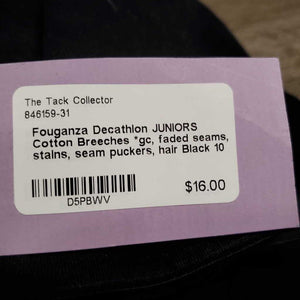 The Tack Collector
846159-31
Fouganza Decathlon JUNIORS
Cotton Breeches *gc, faded seams,
stains, seam puckers, hair Black 10
D5PBWV
$16.00